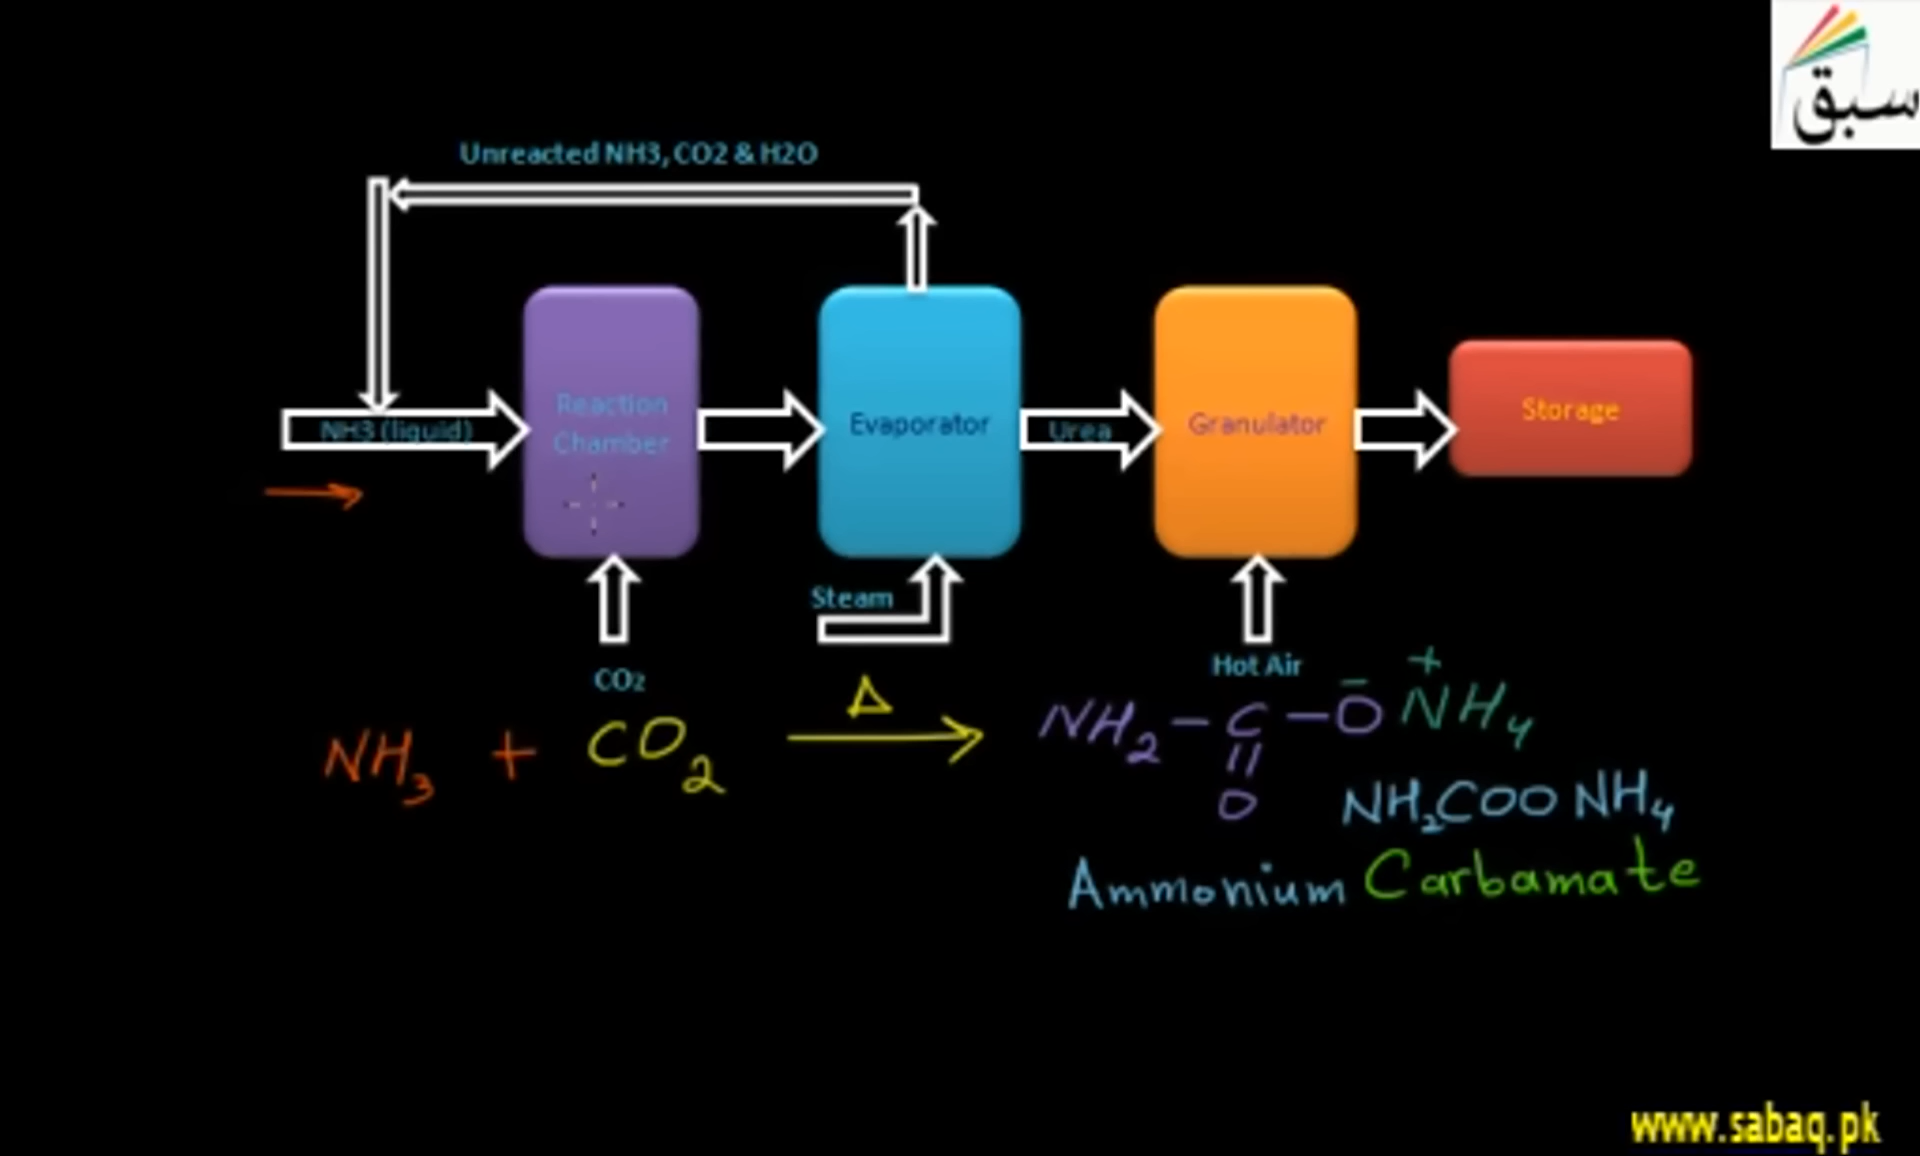 سبق
Unreacted NH3, CO2 & H2O
NH3 (liquid)
Reaction
Chamber
Evaporator
Urea
Granulator
Storage
Steam
CO2
Hot Air
NH3 + CO2 Δ → NH2 – C – O⁻ N⁺H4
||
O
NH2COO NH4
Ammonium Carbamate
www.sabaq.pk